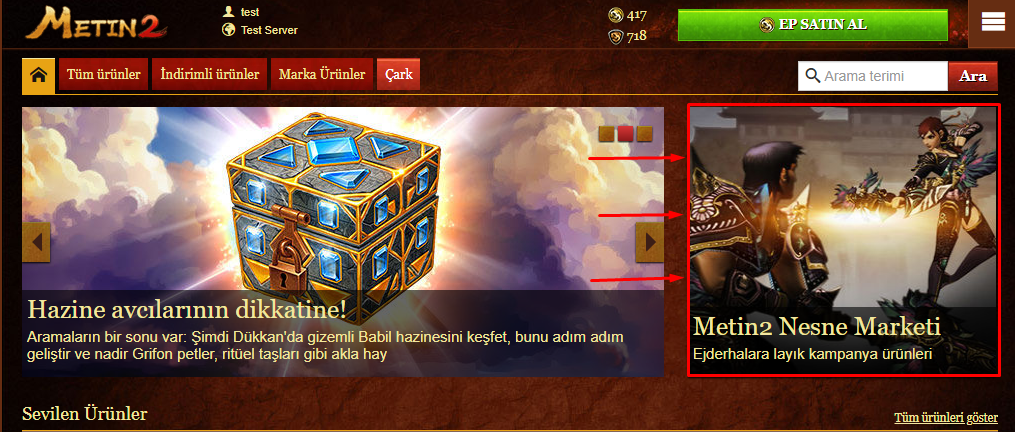 METIN2
test
Test Server
417
718
EP SATIN AL
Tüm ürünler
İndirimli ürünler
Marka Ürünler
Çark
Arama terimi
Ara
Hazine avcılarının dikkatine!
Aramaların bir sonu var: Şimdi Dükkan'da gizemli Babil hazinesini keşfet, bunu adım adım
geliştir ve nadir Grifon petler, ritüel taşları gibi akla hay
Metin2 Nesne Marketi
Ejderhalara layık kampanya ürünleri
Sevilen Ürünler
Tüm ürünleri göster